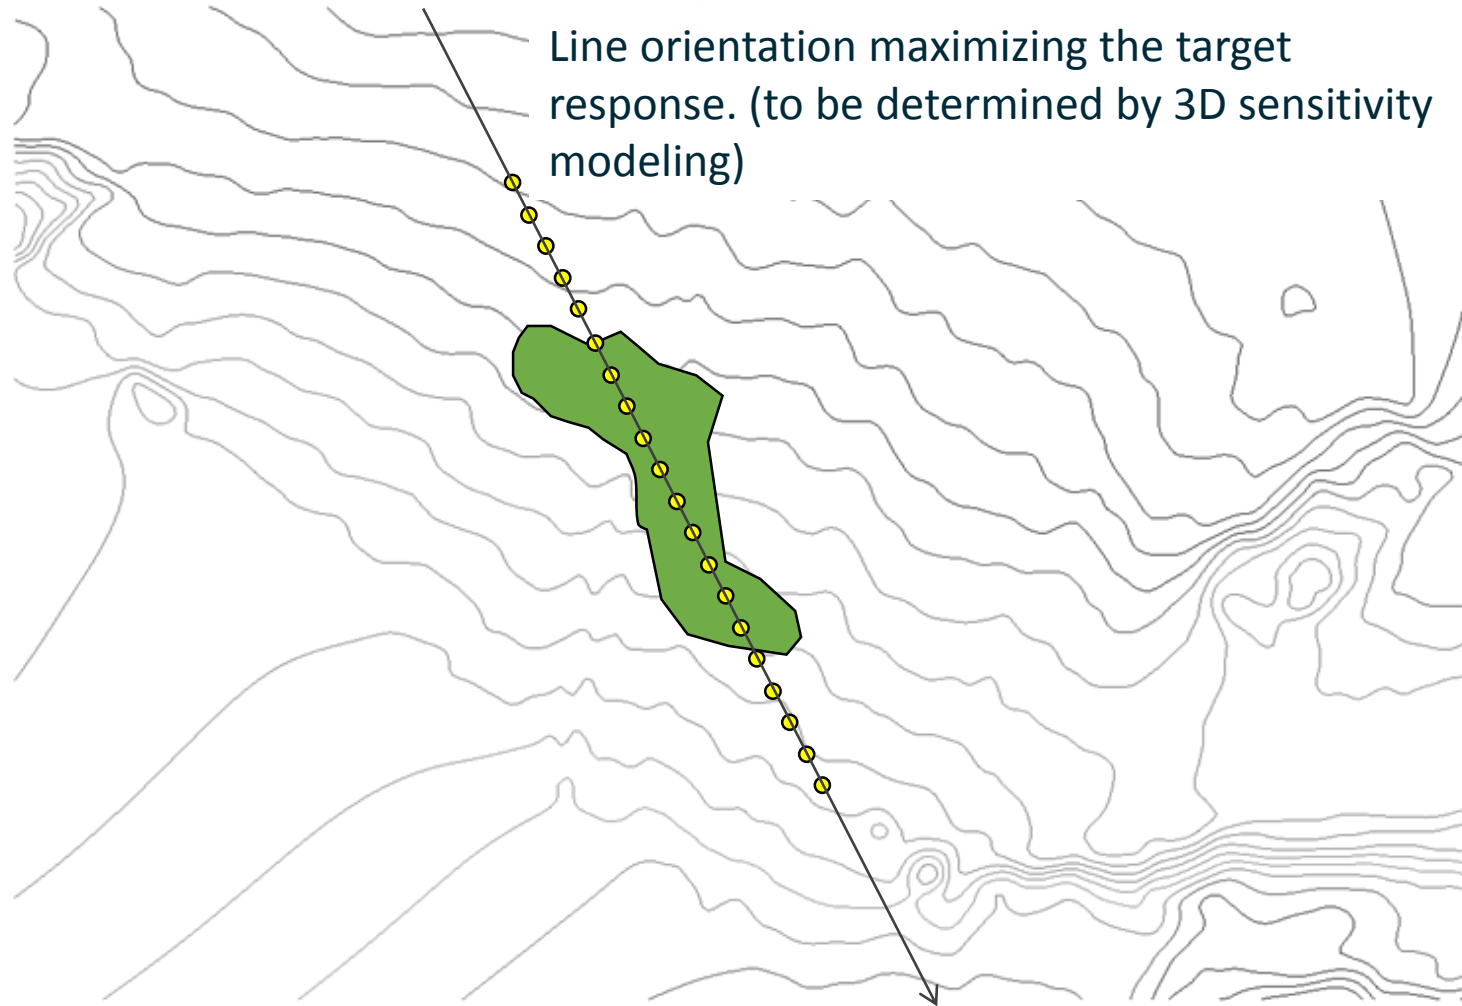 Line orientation maximizing the target
response. (to be determined by 3D sensitivity
modeling)